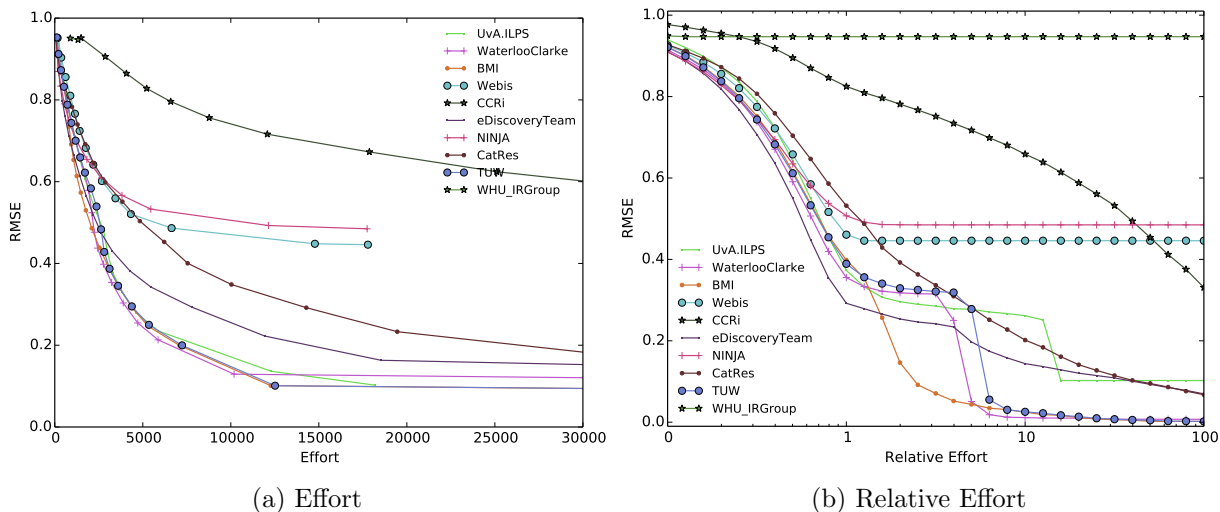 1.0
0.8
0.6
0.4
0.2
0.0
RMSE
0
5000
10000
15000
20000
25000
30000
Effort
UvA.ILPS
WaterlooClarke
BMI
Webis
CCRi
eDiscoveryTeam
NINJA
CatRes
TUW
WHU_IRGroup
(a) Effort
1.0
0.8
0.6
0.4
0.2
0.0
RMSE
0
1
10
100
Relative Effort
UvA.ILPS
WaterlooClarke
BMI
Webis
CCRi
eDiscoveryTeam
NINJA
CatRes
TUW
WHU_IRGroup
(b) Relative Effort